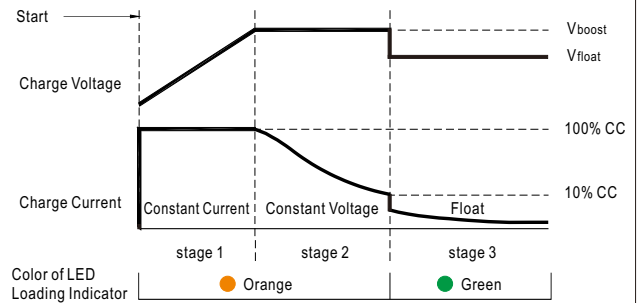 Start
Vboost
Vfloat
Charge Voltage
100% CC
10% CC
Charge Current
Constant Current
Constant Voltage
Float
stage 1
stage 2
stage 3
Color of LED
Loading Indicator
Orange
Green